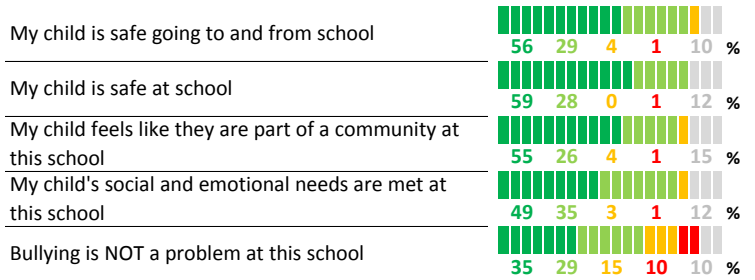 My child is safe going to and from school
56 29 4 1 10 %
My child is safe at school
59 28 0 1 12 %
My child feels like they are part of a community at
this school
55 26 4 1 15 %
My child's social and emotional needs are met at
this school
49 35 3 1 12 %
Bullying is NOT a problem at this school
35 29 15 10 10 %